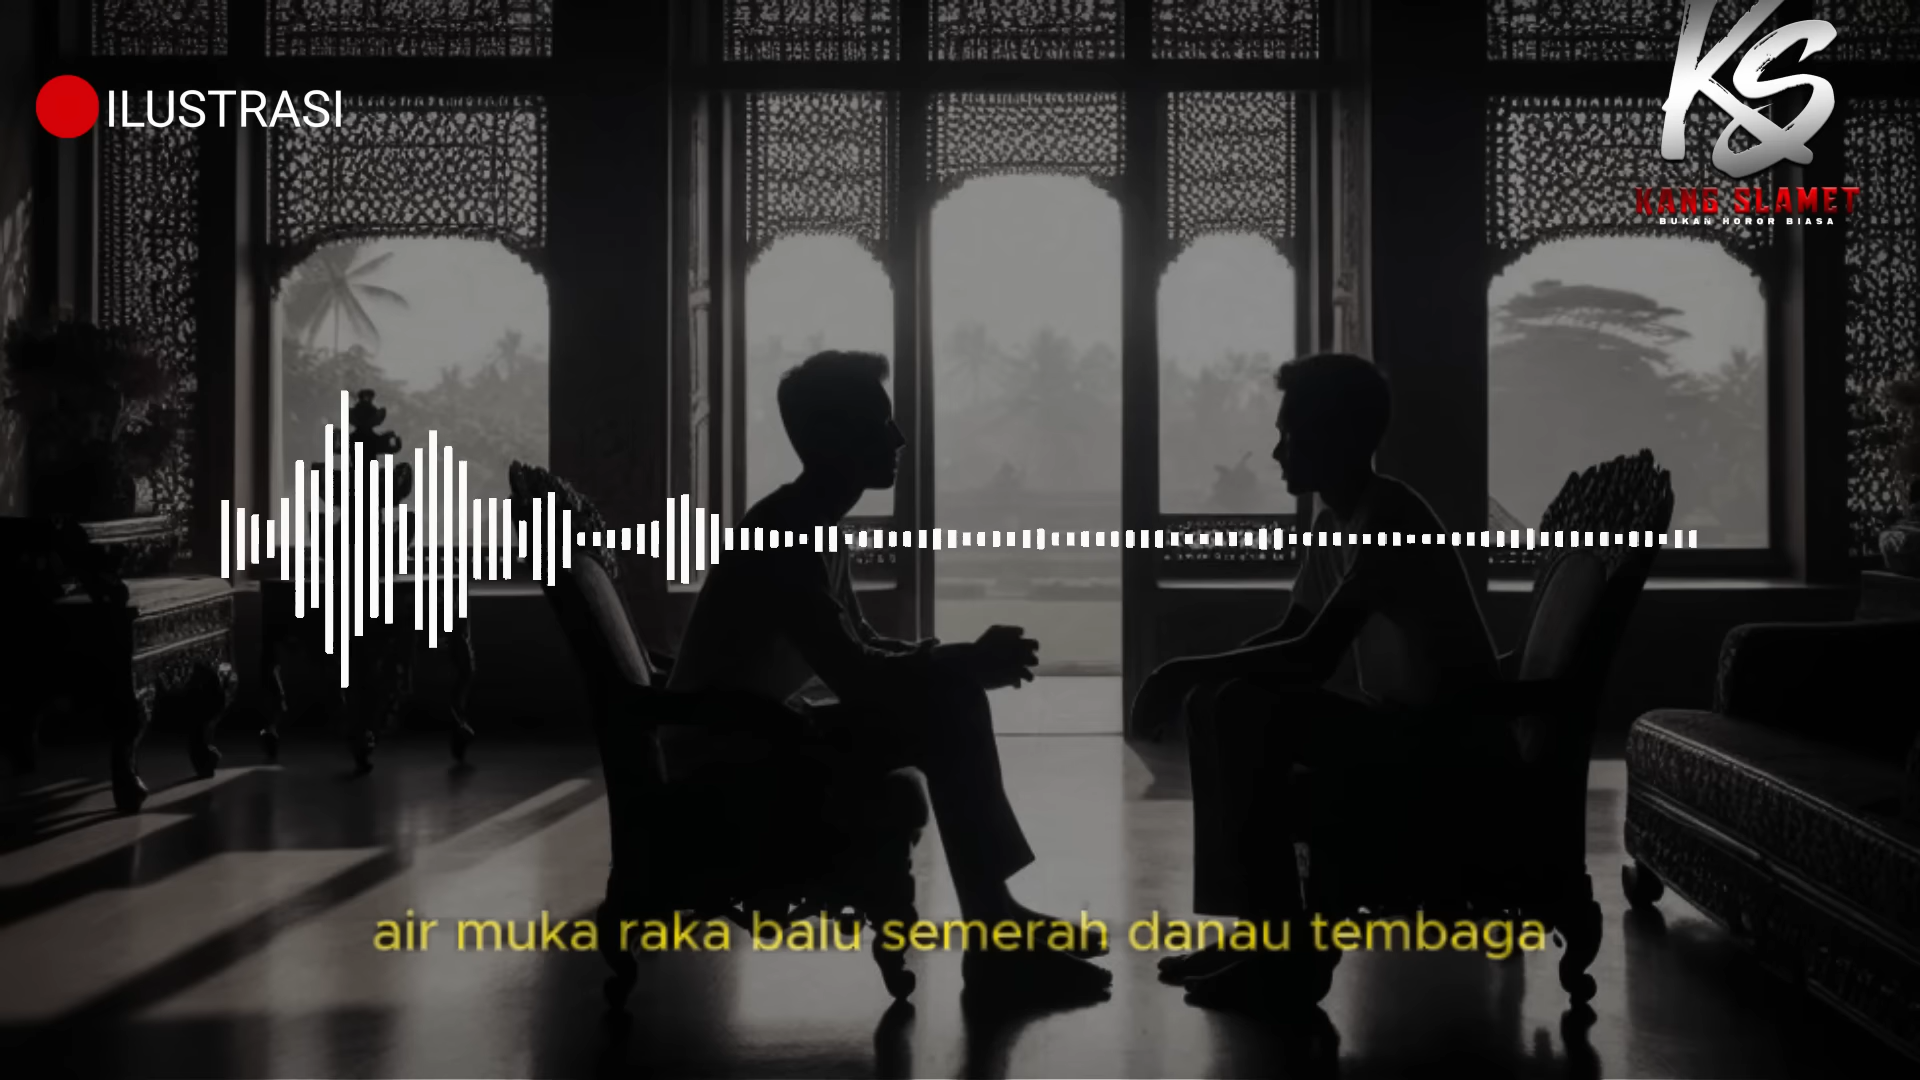 ILUSTRASI
KS
KANG SLAMET
BUKAN HOROR BIASA
air muka raka balu semerah danau tembaga